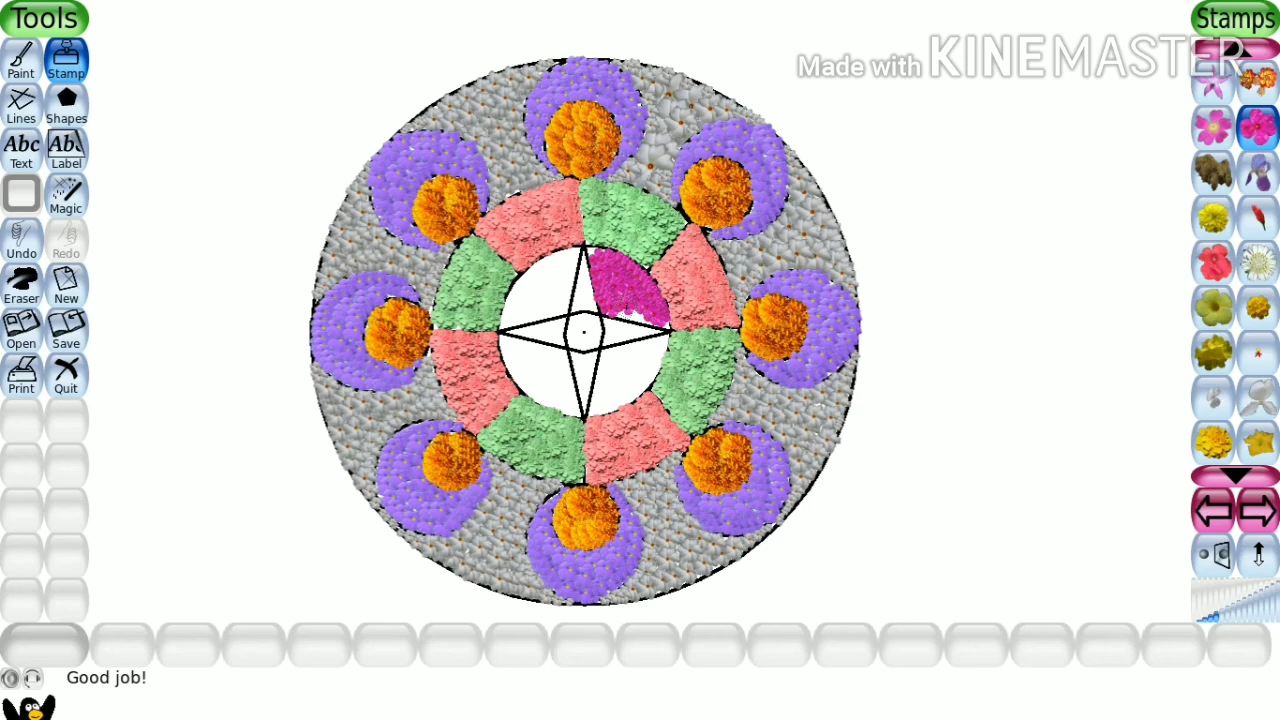 Tools
Stamps
Made with KINEMASTER
Paint
Stamp
Lines
Shapes
Abc
Abc
Text
Label
Magic
Undo
Redo
Eraser
New
Open
Save
Print
Quit
Good job!